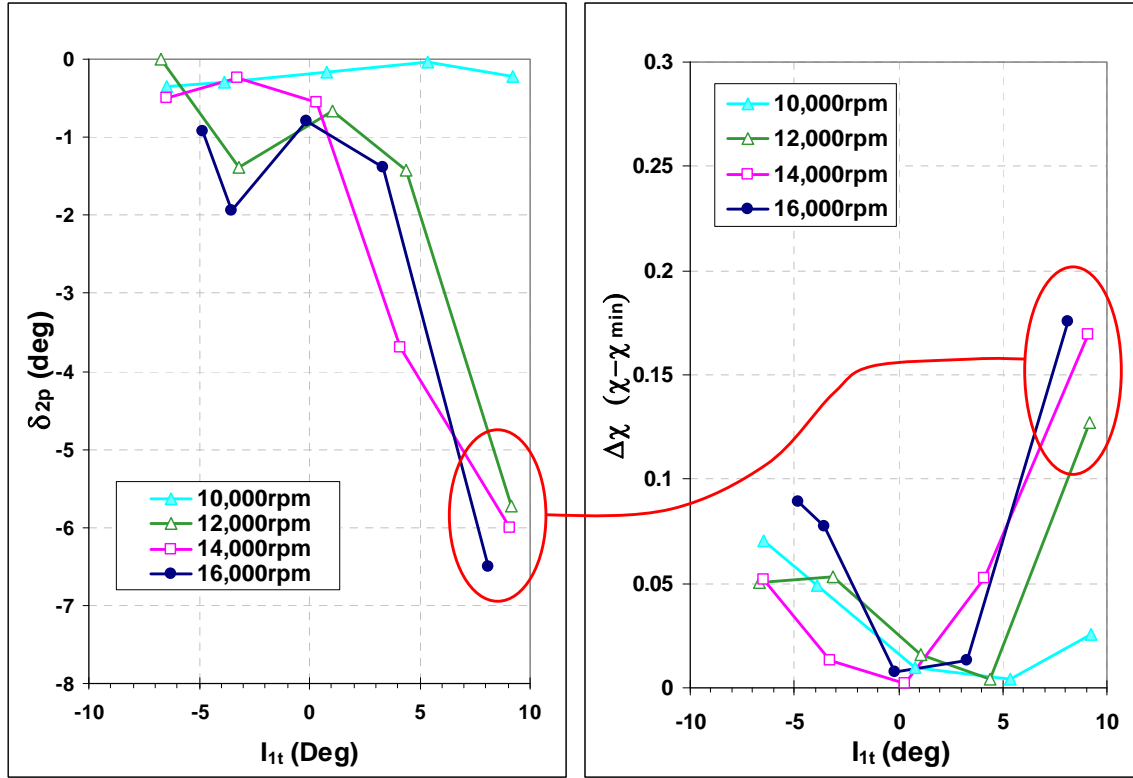 0
-1
-2
-3
-4
-5
-6
-7
-8
-10
-5
0
5
10
δ2p (deg)
I1t (Deg)
10,000rpm
12,000rpm
14,000rpm
16,000rpm
0.3
0.25
0.2
0.15
0.1
0.05
0
-10
-5
0
5
10
Δχ (χ−χmin)
I1t (deg)
10,000rpm
12,000rpm
14,000rpm
16,000rpm